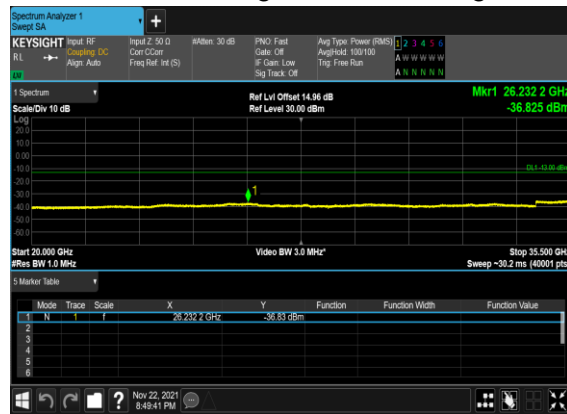 Spectrum Analyzer 1
Swept SA
+
KEYSIGHT Input: RF Input Z: 50 Ω #Atten: 30 dB PNO: Fast Avg Type: Power (RMS) 1 2 3 4 5 6
RL Coupling: DC Corr CCorr Gate: Off Avg|Hold: 100/100 A W W W W W
Align: Auto Freq Ref: Int (S) IF Gain: Low Trig: Free Run
Sig Track: Off A N N N N N
1 Spectrum Ref Lvl Offset 14.96 dB Mkr1 26.232 2 GHz
Scale/Div 10 dB Ref Level 30.00 dBm -36.825 dBm
Log
20.0
10.0
0.00
-10.0 DL1 -13.00 dBm
-20.0
-30.0 1
-40.0
-50.0
-60.0
Start 20.000 GHz Video BW 3.0 MHz* Stop 35.500 GHz
#Res BW 1.0 MHz Sweep ~30.2 ms (40001 pts
5 Marker Table
Mode Trace Scale X Y Function Function Width Function Value
1 N 1 f 26.232 2 GHz -36.83 dBm
2
3
4
5
6
? Nov 22, 2021
8:49:41 PM